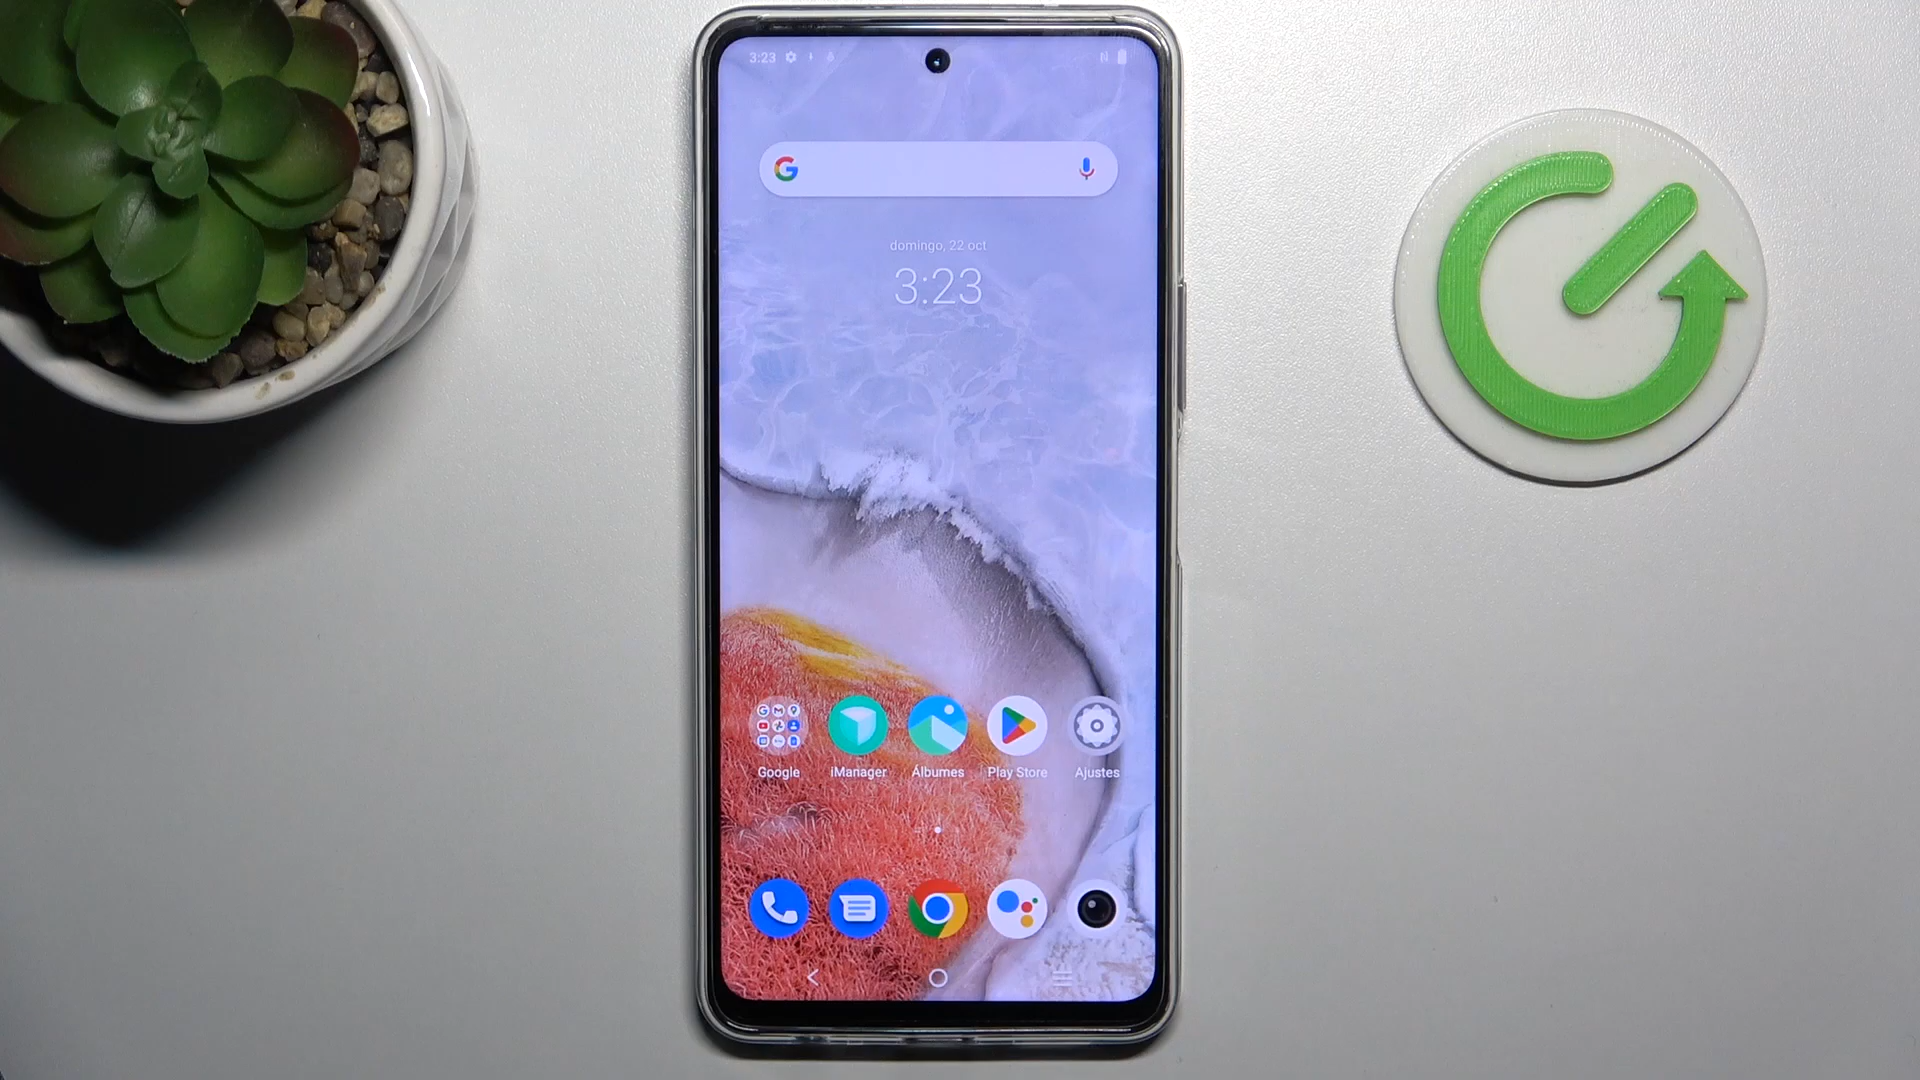 3:23
domingo, 22 oct
3:23
Google
iManager
Álbumes
Play Store
Ajustes